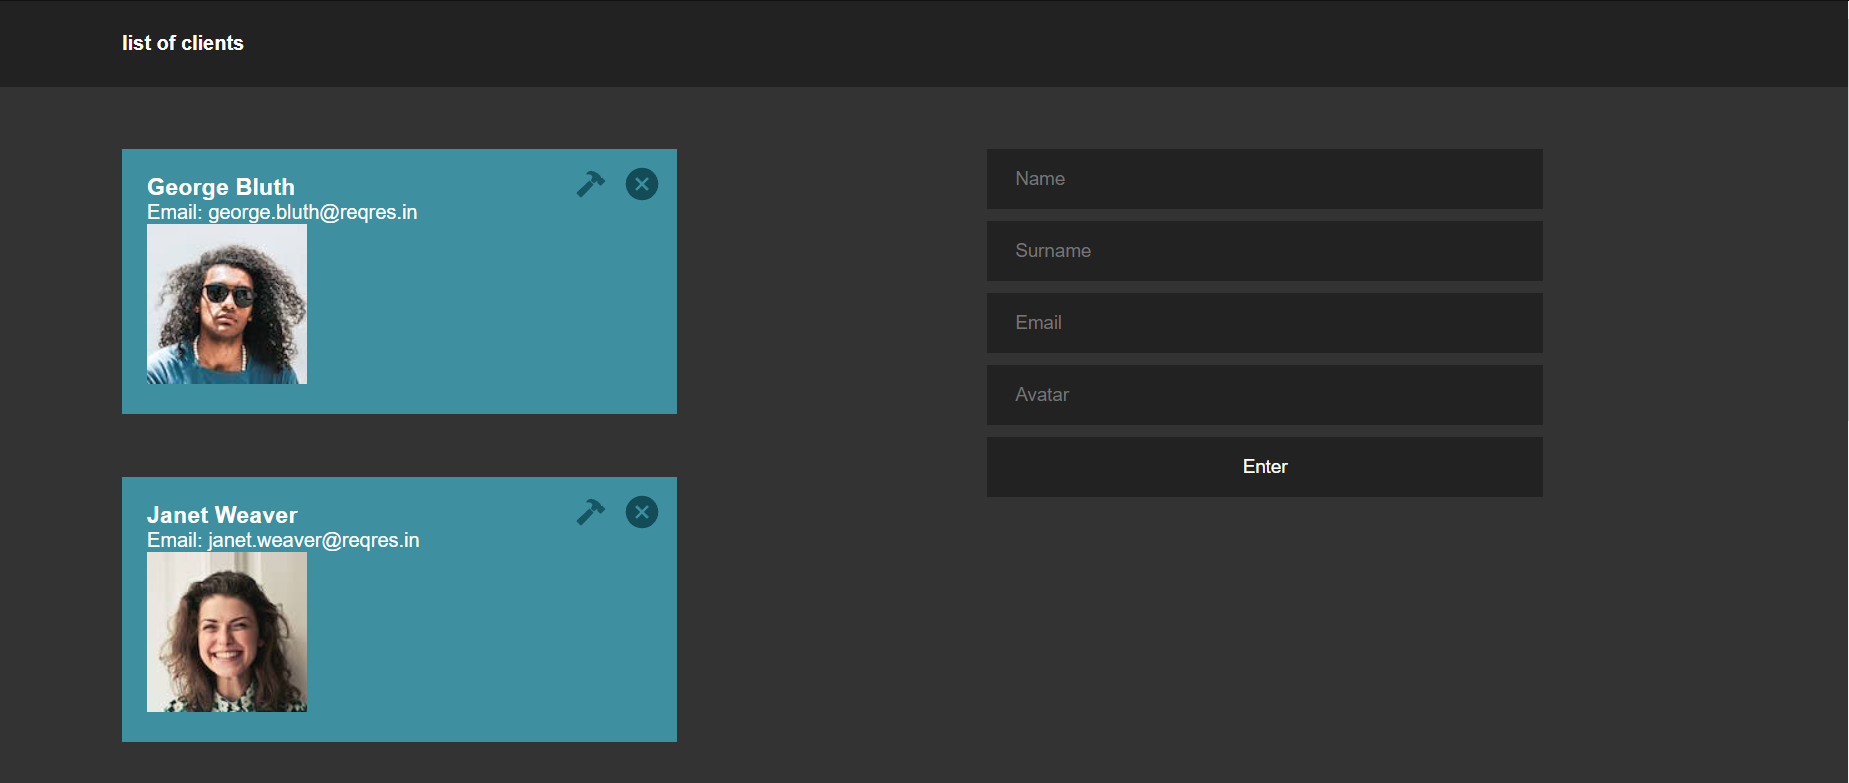 list of clients
George Bluth
Email: george.bluth@reqres.in
Janet Weaver
Email: janet.weaver@reqres.in
Name
Surname
Email
Avatar
Enter